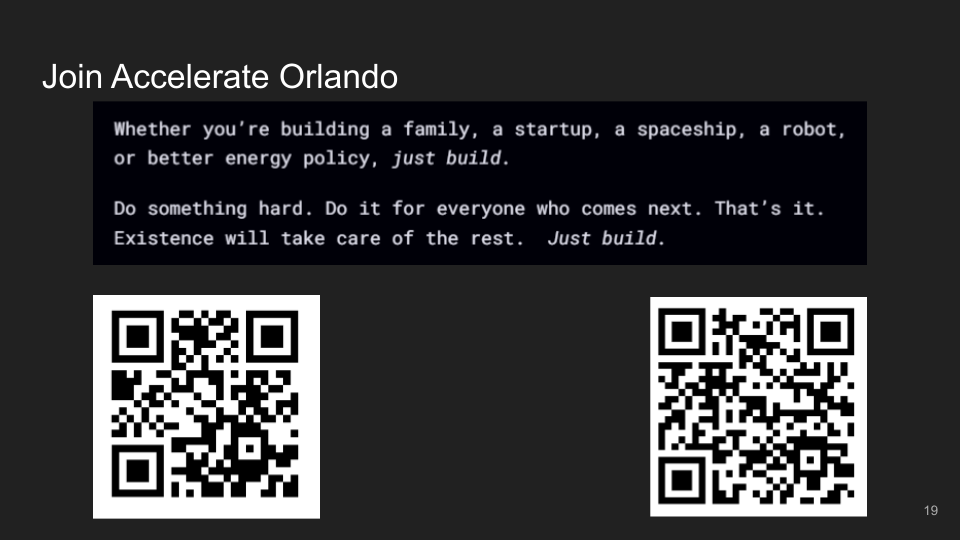 Join Accelerate Orlando
Whether you’re building a family, a startup, a spaceship, a robot,
or better energy policy, just build.
Do something hard. Do it for everyone who comes next. That’s it.
Existence will take care of the rest.  Just build.
19